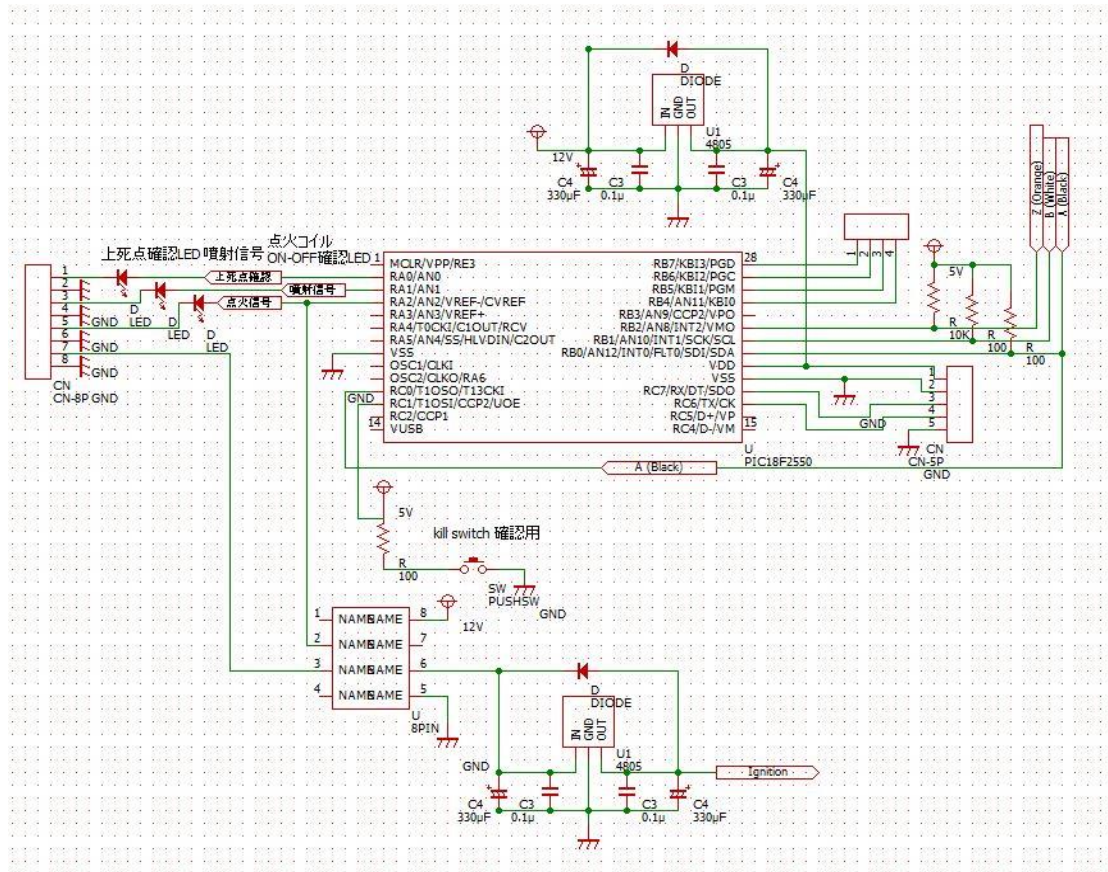 D
DIODE
IN
GND
OUT
U1
4805
12V
C4
330μF
C3
0.1μ
C3
0.1μ
C4
330μF
Z (Orange)
B (White)
A (Black)
上死点確認LED
噴射信号
点火コイル
ON-OFF確認LED
1
2
3
4
5
6
7
8
GND
GND
GND
CN
CN-8P GND
D
LED
D
LED
D
LED
上死点確認
噴射信号
点火信号
1
14
MCLR/VPP/RE3
RA0/AN0
RA1/AN1
RA2/AN2/VREF-/CVREF
RA3/AN3/VREF+
RA4/T0CKI/C1OUT/RCV
RA5/AN4/SS/HLVDIN/C2OUT
VSS
OSC1/CLKI
OSC2/CLKO/RA6
RC0/T1OSO/T13CKI
RC1/T1OSI/CCP2/UOE
RC2/CCP1
VUSB
GND
28
15
RB7/KBI3/PGD
RB6/KBI2/PGC
RB5/KBI1/PGM
RB4/AN11/KBI0
RB3/AN9/CCP2/VPO
RB2/AN8/INT2/VMO
RB1/AN10/INT1/SCK/SCL
RB0/AN12/INT0/FLT0/SDI/SDA
VDD
VSS
RC7/RX/DT/SDO
RC6/TX/CK
RC5/D+/VP
RC4/D-/VM
U
PIC18F2550
1
2
3
4
5V
R
10K
R
100
R
100
1
2
3
4
5
GND
CN
CN-5P
GND
A (Black)
5V
R
100
kill switch 確認用
SW
PUSHSW
GND
12V
1
2
3
4
NAME
NAME
NAME
NAME
NAME
NAME
NAME
NAME
8
7
6
5
U
8PIN
D
DIODE
IN
GND
OUT
U1
4805
GND
C4
330μF
C3
0.1μ
C3
0.1μ
C4
330μF
Ignition